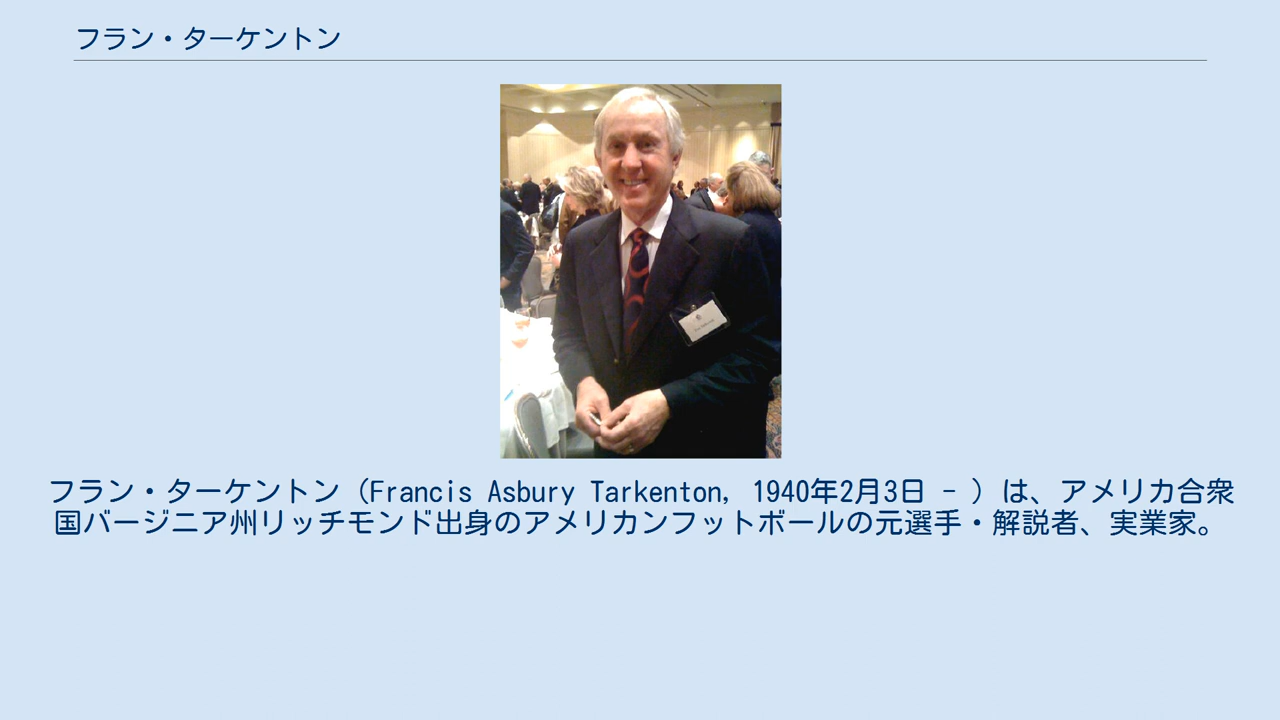 フラン・ターケントン
フラン・ターケントン（Francis Asbury Tarkenton, 1940年2月3日 - ）は、アメリカ合衆
国バージニア州リッチモンド出身のアメリカンフットボールの元選手・解説者、実業家。